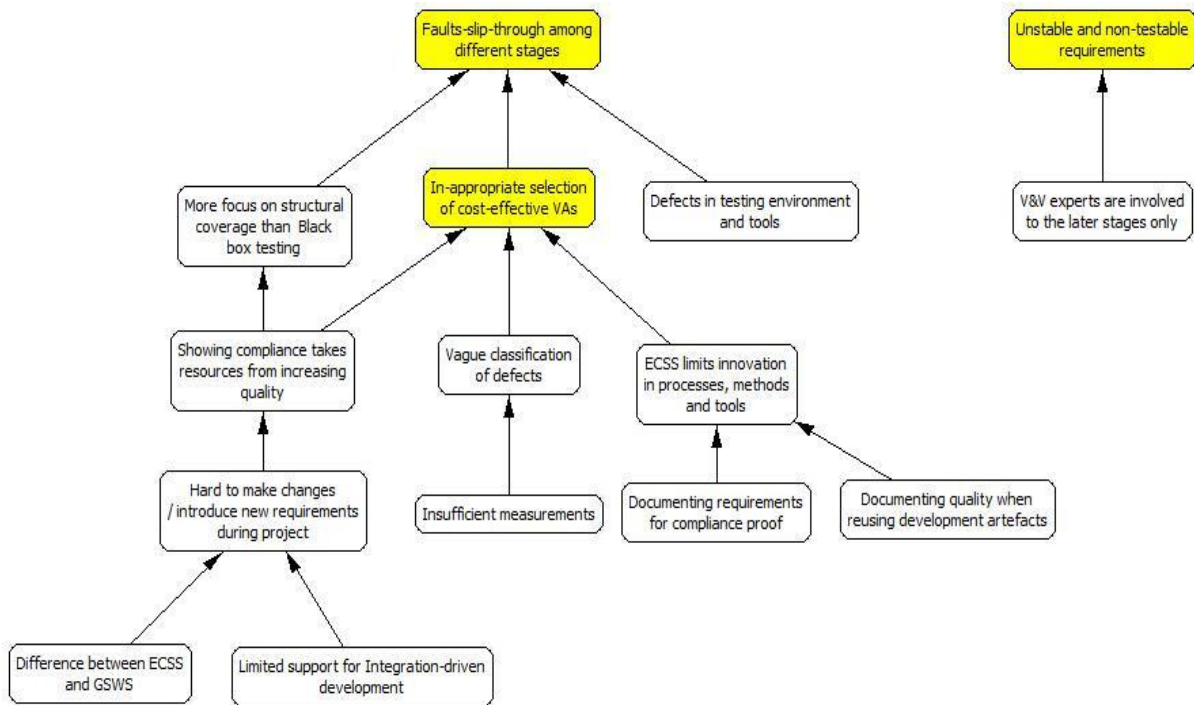 Faults-slip-through among
different stages
Unstable and non-testable
requirements
More focus on structural
coverage than Black
box testing
In-appropriate selection
of cost-effective VAs
Defects in testing environment
and tools
V&V experts are involved
to the later stages only
Showing compliance takes
resources from increasing
quality
Vague classification
of defects
ECSS limits innovation
in processes, methods
and tools
Hard to make changes
/ introduce new requirements
during project
Insufficient measurements
Documenting requirements
for compliance proof
Documenting quality when
reusing development artefacts
Difference between ECSS
and GSWS
Limited support for Integration-driven
development